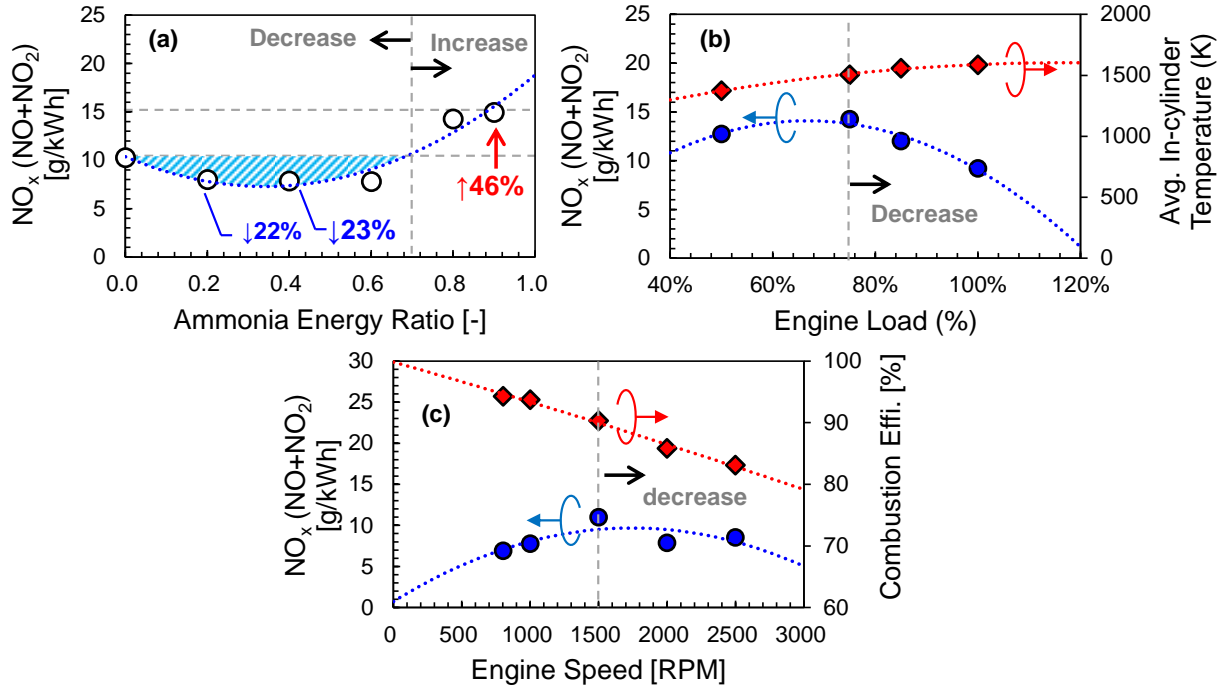 (a)
Decrease
Increase
NOₓ (NO+NO₂)
[g/kWh]
25
20
15
10
5
0
↓22%
↓23%
↑46%
0.0 0.2 0.4 0.6 0.8 1.0
Ammonia Energy Ratio [-]
(b)
NOₓ (NO+NO₂)
[g/kWh]
25
20
15
10
5
0
Decrease
2000
1500
1000
500
0
Avg. In-cylinder
Temperature (K)
40% 60% 80% 100% 120%
Engine Load (%)
(c)
NOₓ (NO+NO₂)
[g/kWh]
30
25
20
15
10
5
0
decrease
100
90
80
70
60
Combustion Effi. [%]
0 500 1000 1500 2000 2500 3000
Engine Speed [RPM]